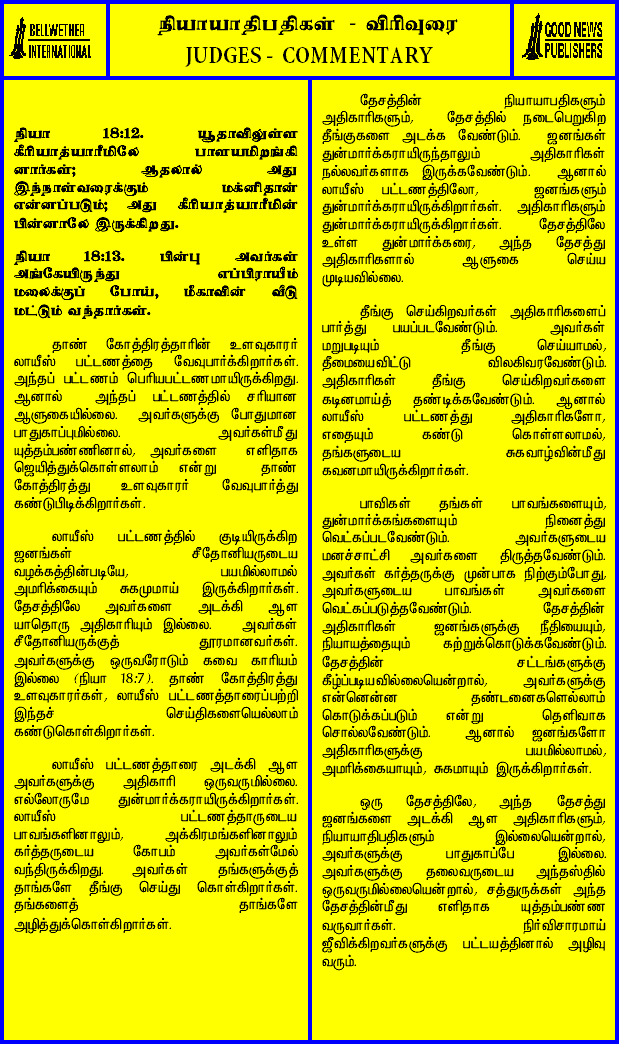 BELLWETHER
INTERNATIONAL
நியாயாதிபதிகள் - விரிவுரை
JUDGES - COMMENTARY
GOOD NEWS
PUBLISHERS
நியா 18:12. யூதாவிலுள்ள
கீரியாத்யாரீமிலே பாளயமிறங்கி
னார்கள்; ஆதலால் அது
இந்நாள்வரைக்கும் மக்னிதான்
என்னப்படும்; அது கீரியாத்யாரீமின்
பின்னாலே இருக்கிறது.
நியா 18:13. பின்பு அவர்கள்
அங்கேயிருந்து எப்பிராயீம்
மலைக்குப் போய், மீகாவின் வீடு
மட்டும் வந்தார்கள்.
தாண் கோத்திரத்தாரின் உளவுகாரர்
லாயீஸ் பட்டணத்தை வேவுபார்க்கிறார்கள்.
அந்தப் பட்டணம் பெரியபட்டணமாயிருக்கிறது.
ஆனால் அந்தப் பட்டணத்தில் சரியான
ஆளுகையில்லை. அவர்களுக்கு போதுமான
பாதுகாப்புமில்லை. அவர்கள்மீது
யுத்தம்பண்ணினால், அவர்களை எளிதாக
ஜெயித்துக்கொள்ளலாம் என்று தாண்
கோத்திரத்து உளவுகாரர் வேவுபார்த்து
கண்டுபிடிக்கிறார்கள்.
லாயீஸ் பட்டணத்தில் குடியிருக்கிற
ஜனங்கள் சீதோனியருடைய
வழக்கத்தின்படியே, பயமில்லாமல்
அமரிக்கையும் சுகமுமாய் இருக்கிறார்கள்.
தேசத்திலே அவர்களை அடக்கி ஆள
யாதொரு அதிகாரியும் இல்லை. அவர்கள்
சீதோனியருக்குத் தூரமானவர்கள்.
அவர்களுக்கு ஒருவரோடும் கவை காரியம்
இல்லை (நியா 18:7). தாண் கோத்திரத்து
உளவுகாரர்கள், லாயீஸ் பட்டணத்தாரைப்பற்றி
இந்தச் செய்திகளையெல்லாம்
கண்டுகொள்கிறார்கள்.
லாயீஸ் பட்டணத்தாரை அடக்கி ஆள
அவர்களுக்கு அதிகாரி ஒருவருமில்லை.
எல்லோருமே துன்மார்க்கராயிருக்கிறார்கள்.
லாயீஸ் பட்டணத்தாருடைய
பாவங்களினாலும், அக்கிரமங்களினாலும்
கர்த்தருடைய கோபம் அவர்கள்மேல்
வந்திருக்கிறது. அவர்கள் தங்களுக்குத்
தாங்களே தீங்கு செய்து கொள்கிறார்கள்.
தங்களைத் தாங்களே
அழித்துக்கொள்கிறார்கள்.
தேசத்தின் நியாயாபதிகளும்
அதிகாரிகளும், தேசத்தில் நடைபெறுகிற
தீங்குகளை அடக்க வேண்டும். ஜனங்கள்
துன்மார்க்கராயிருந்தாலும் அதிகாரிகள்
நல்லவர்களாக இருக்கவேண்டும். ஆனால்
லாயீஸ் பட்டணத்திலோ, ஜனங்களும்
துன்மார்க்கராயிருக்கிறார்கள். அதிகாரிகளும்
துன்மார்க்கராயிருக்கிறார்கள். தேசத்திலே
உள்ள துன்மார்க்கரை, அந்த தேசத்து
அதிகாரிகளால் ஆளுகை செய்ய
முடியவில்லை.
தீங்கு செய்கிறவர்கள் அதிகாரிகளைப்
பார்த்து பயப்படவேண்டும். அவர்கள்
மறுபடியும் தீங்கு செய்யாமல்,
தீமையைவிட்டு விலகிவரவேண்டும்.
அதிகாரிகள் தீங்கு செய்கிறவர்களை
கடினமாய்த் தண்டிக்கவேண்டும். ஆனால்
லாயீஸ் பட்டணத்து அதிகாரிகளோ,
எதையும் கண்டு கொள்ளாமல்,
தங்களுடைய சுகவாழ்வின்மீது
கவனமாயிருக்கிறார்கள்.
பாவிகள் தங்கள் பாவங்களையும்,
துன்மார்க்கங்களையும் நினைத்து
வெட்கப்படவேண்டும். அவர்களுடைய
மனச்சாட்சி அவர்களை திருத்தவேண்டும்.
அவர்கள் கர்த்தருக்கு முன்பாக நிற்கும்போது,
அவர்களுடைய பாவங்கள் அவர்களை
வெட்கப்படுத்தவேண்டும். தேசத்தின்
அதிகாரிகள் ஜனங்களுக்கு நீதியையும்,
நியாயத்தையும் கற்றுக்கொடுக்கவேண்டும்.
தேசத்தின் சட்டங்களுக்கு
கீழ்ப்படியவில்லையென்றால், அவர்களுக்கு
என்னென்ன தண்டனைகளெல்லாம்
கொடுக்கப்படும் என்று தெளிவாக
சொல்லவேண்டும். ஆனால் ஜனங்களோ
அதிகாரிகளுக்கு பயமில்லாமல்,
அமரிக்கையாயும், சுகமாயும் இருக்கிறார்கள்.
ஒரு தேசத்திலே, அந்த தேசத்து
ஜனங்களை அடக்கி ஆள அதிகாரிகளும்,
நியாயாதிபதிகளும் இல்லையென்றால்,
அவர்களுக்கு பாதுகாப்பே இல்லை.
அவர்களுக்கு தலைவருடைய அந்தஸ்தில்
ஒருவருமில்லையென்றால், சத்துருக்கள் அந்த
தேசத்தின்மீது எளிதாக யுத்தம்பண்ண
வருவார்கள். நிர்விசாரமாய்
ஜீவிக்கிறவர்களுக்கு பட்டயத்தினால் அழிவு
வரும்.